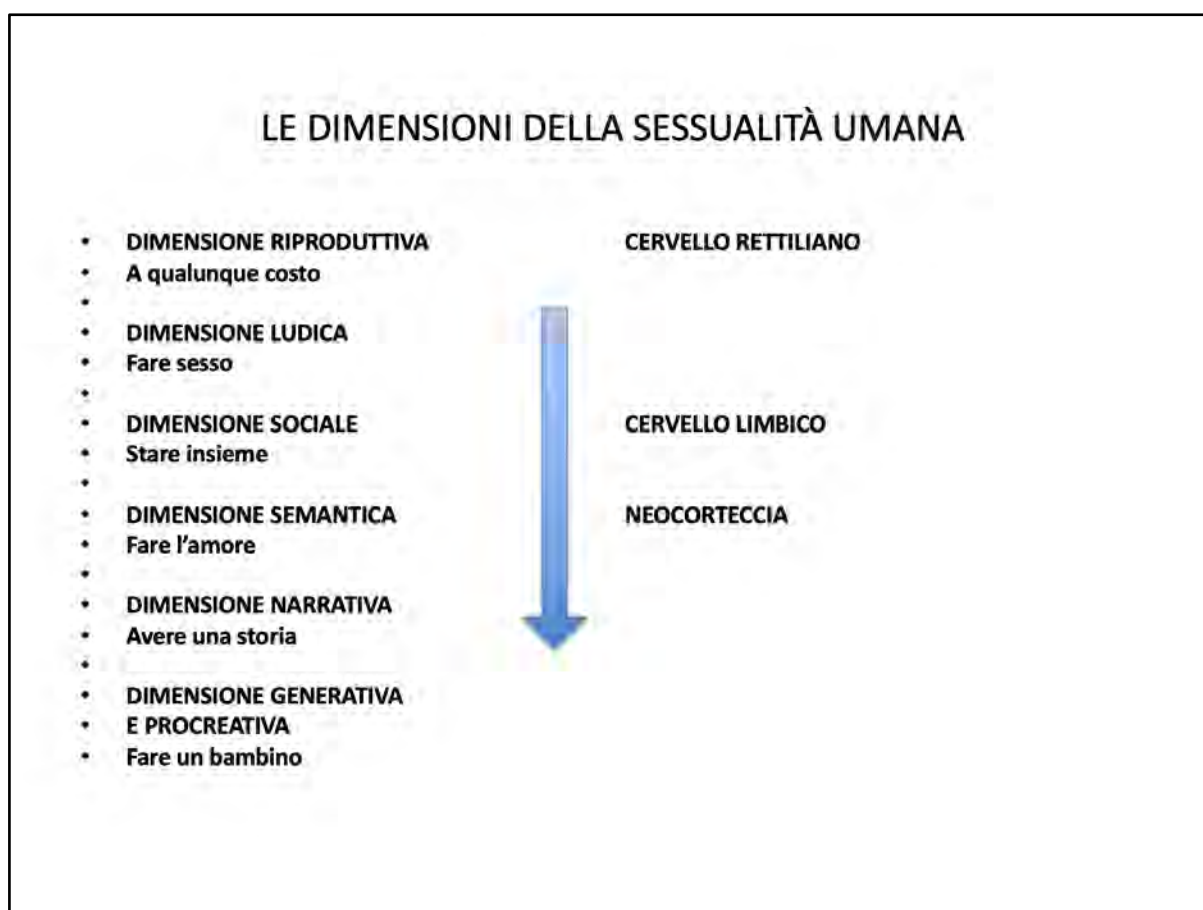 LE DIMENSIONI DELLA SESSUALITÀ UMANA
• DIMENSIONE RIPRODUTTIVA CERVELLO RETTILIANO
• A qualunque costo
•
• DIMENSIONE LUDICA
• Fare sesso
•
• DIMENSIONE SOCIALE CERVELLO LIMBICO
• Stare insieme
•
• DIMENSIONE SEMANTICA NEOCORTECCIA
• Fare l'amore
•
• DIMENSIONE NARRATIVA
• Avere una storia
•
• DIMENSIONE GENERATIVA
• E PROCREATIVA
• Fare un bambino